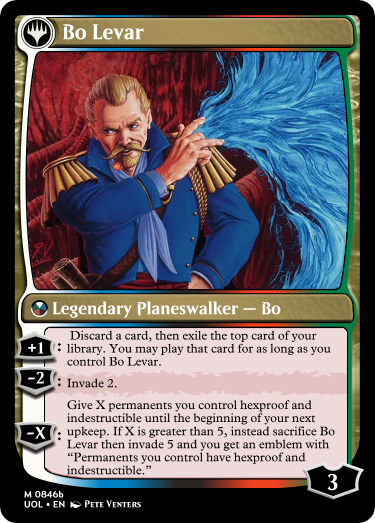 Bo Levar
Legendary Planeswalker — Bo
+1: Discard a card, then exile the top card of your
library. You may play that card for as long as you
control Bo Levar.
-2: Invade 2.
Give X permanents you control hexproof and
indestructible until the beginning of your next
upkeep. If X is greater than 5, instead sacrifice Bo
-X: Levar then invade 5 and you get an emblem with
“Permanents you control have hexproof and
indestructible.”
3
M 0846b
UOL • EN Pete Venters